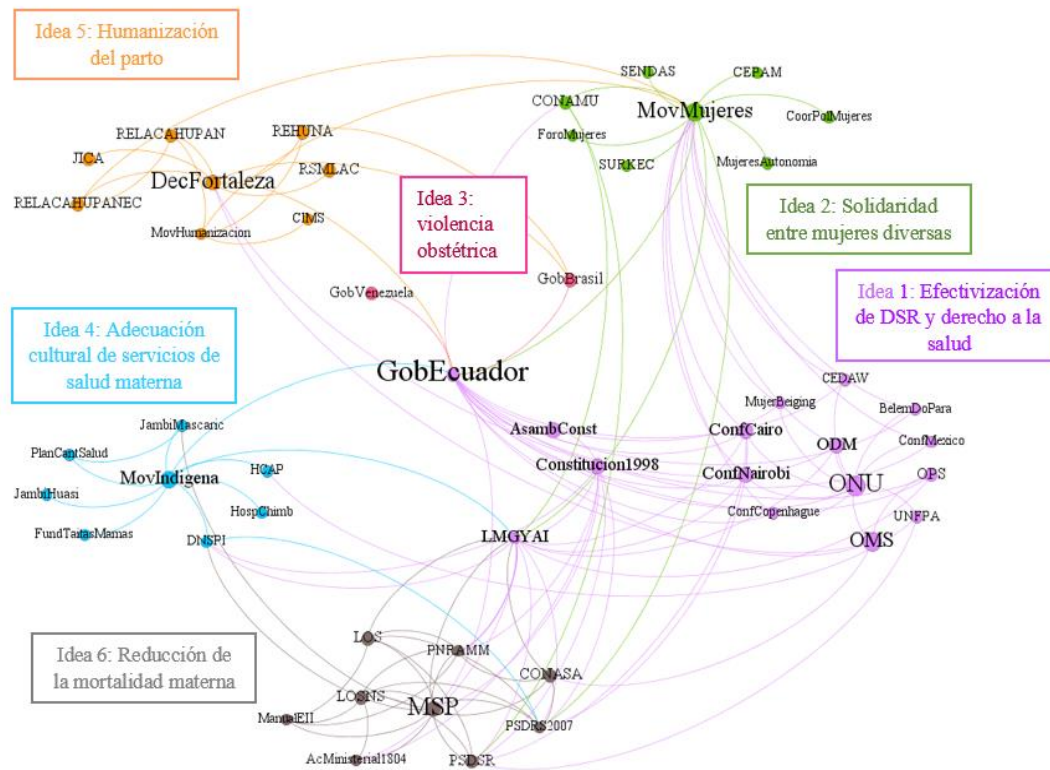 Idea 5: Humanización
del parto
SENDAS
CEPAM
CONAMU
MovMujeres
CoorPolMujeres
ForoMujeres
SURKEC
MujeresAutonomia
RELACAHUPAN
REHUNA
JICA
RSMLAC
DecFortaleza
RELACAHUPANEC
CIMS
MovHumanizacion
Idea 3:
violencia
obstétrica
Idea 2: Solidaridad
entre mujeres diversas
GobVenezuela
GobBrasil
Idea 1: Efectivización
de DSR y derecho a la
salud
Idea 4: Adecuación
cultural de servicios de
salud materna
GobEcuador
CEDAW
MujerBeiging
BelemDoPara
AsambConst
ConfCairo
ODM
ConfMexico
Constitucion1998
ConfNairobi
ONU
OPS
ConfCopenhague
UNFPA
OMS
JambiMascaric
PlanCantSalud
MovIndigena
HCAP
JambiHuasi
HospChimb
FundTaitasMamas
DNSPI
LMGYAI
Idea 6: Reducción de
la mortalidad materna
LOS
PNRAMM
CONASA
LOSNS
ManualEII
MSP
PSDRS2007
AcMinisterial1804
PSDSR